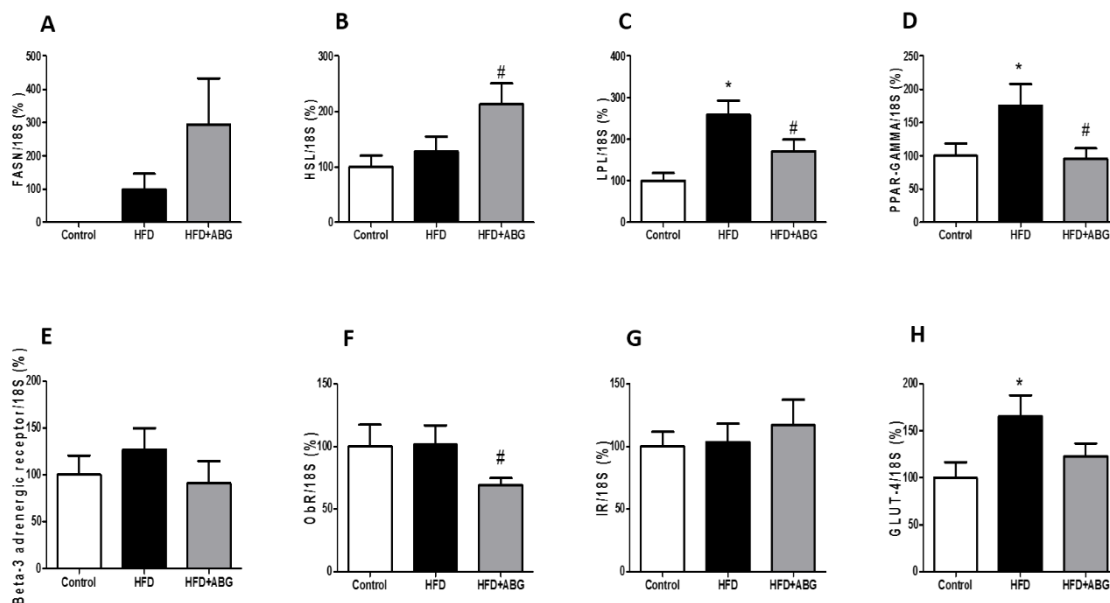 A
B
C
D
FASN/18S (%)
500
400
300
200
100
0
Control HFD HFD+ABG
HSL/18S (%)
300
200
100
0
#
Control HFD HFD+ABG
LPL/18S (%)
400
300
200
100
0
*
#
Control HFD HFD+ABG
PPAR-GAMMA/18S (%)
250
200
150
100
50
0
*
#
Control HFD HFD+ABG
E
F
G
H
Beta-3 adrenergic receptor/18S (%)
200
150
100
50
0
Control HFD HFD+ABG
ObR/18S (%)
150
100
50
0
#
Control HFD HFD+ABG
IR/18S (%)
150
100
50
0
Control HFD HFD+ABG
GLUT-4/18S (%)
200
150
100
50
0
*
Control HFD HFD+ABG